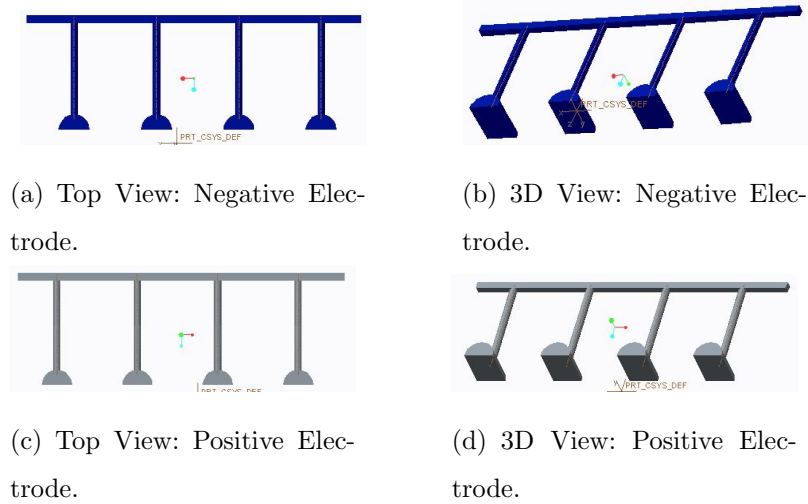 PRT_CSYS_DEF
PRT_CSYS_DEF
x
z
y
(a) Top View: Negative Elec-
trode.
(b) 3D View: Negative Elec-
trode.
PRT_CSYS_DEF
PRT_CSYS_DEF
(c) Top View: Positive Elec-
trode.
(d) 3D View: Positive Elec-
trode.